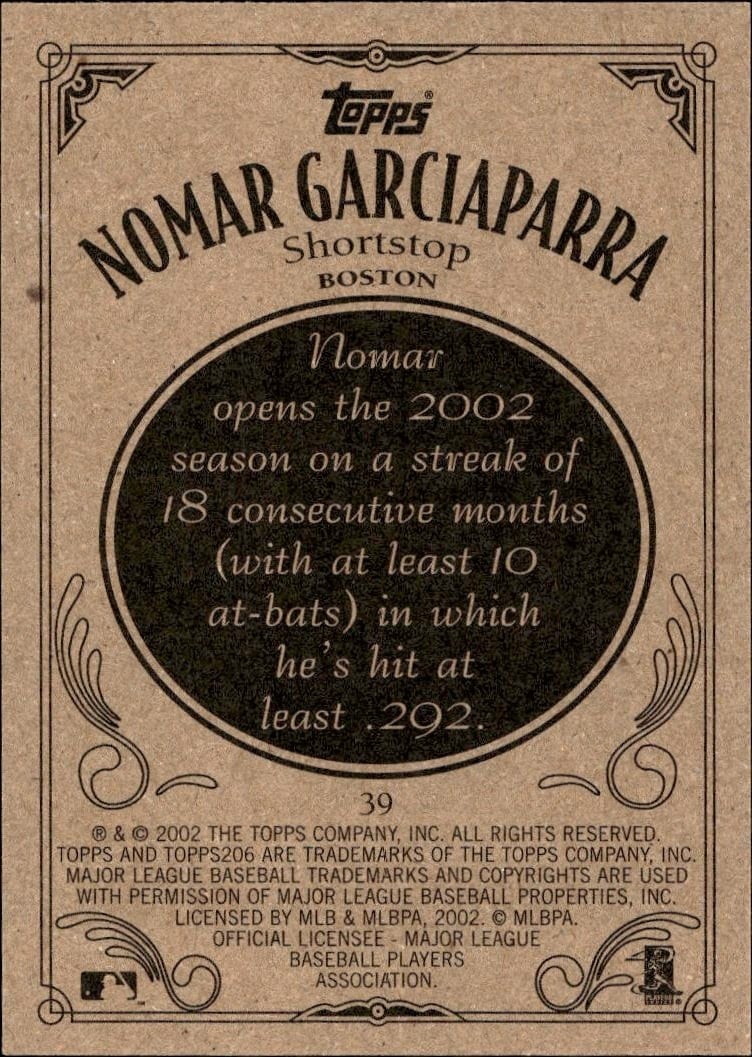 Topps®
NOMAR GARCIAPARRA
Shortstop
BOSTON
Nomar
opens the 2002
season on a streak of
18 consecutive months
(with at least 10
at-bats) in which
he's hit at
least .292.
39
® & © 2002 THE TOPPS COMPANY, INC. ALL RIGHTS RESERVED.
TOPPS AND TOPPS206 ARE TRADEMARKS OF THE TOPPS COMPANY, INC.
MAJOR LEAGUE BASEBALL TRADEMARKS AND COPYRIGHTS ARE USED
WITH PERMISSION OF MAJOR LEAGUE BASEBALL PROPERTIES, INC.
LICENSED BY MLB & MLBPA, 2002. © MLBPA.
OFFICIAL LICENSEE - MAJOR LEAGUE
BASEBALL PLAYERS
ASSOCIATION.